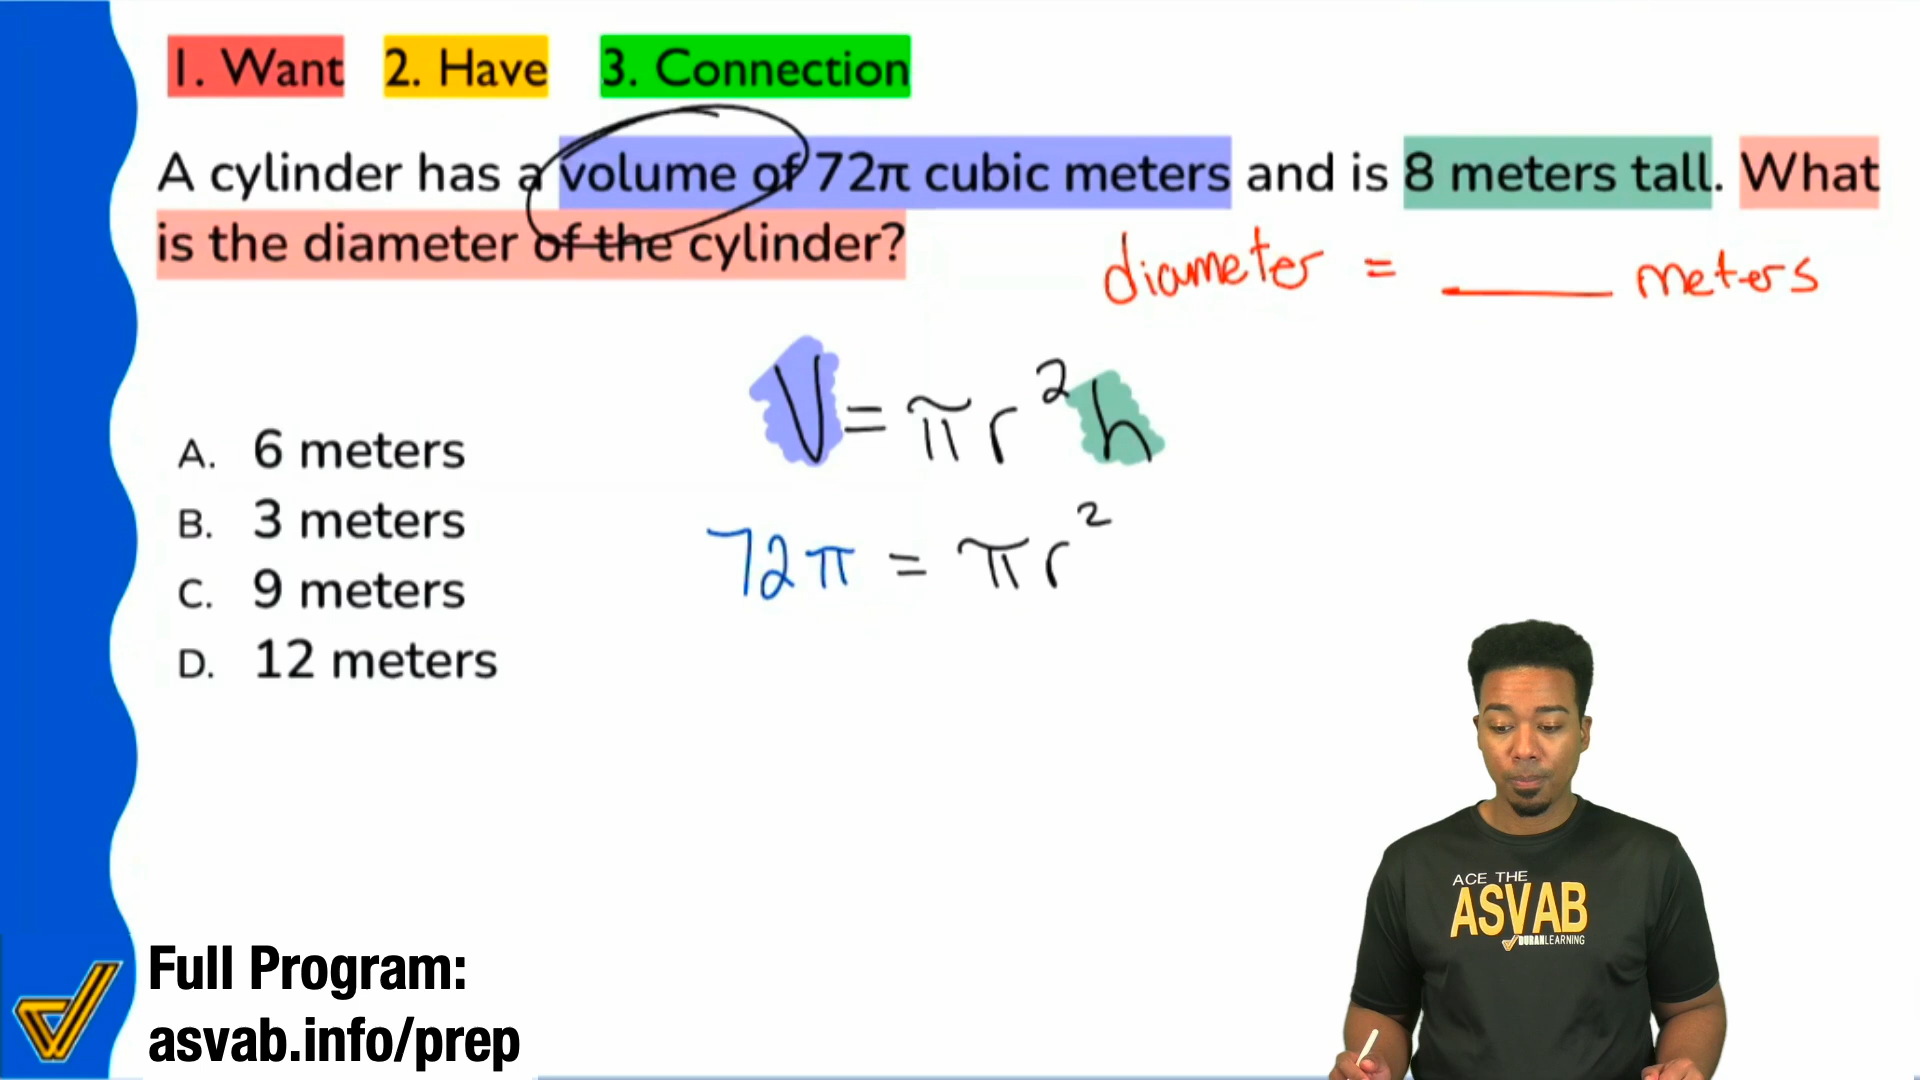 1. Want 2. Have 3. Connection
A cylinder has a volume of 72π cubic meters and is 8 meters tall. What
is the diameter of the cylinder?
diameter = ____ meters
V = πr²h
A. 6 meters
B. 3 meters
72π = πr²
C. 9 meters
D. 12 meters
ACE THE
ASVAB
DURANLEARNING
Full Program:
asvab.info/prep